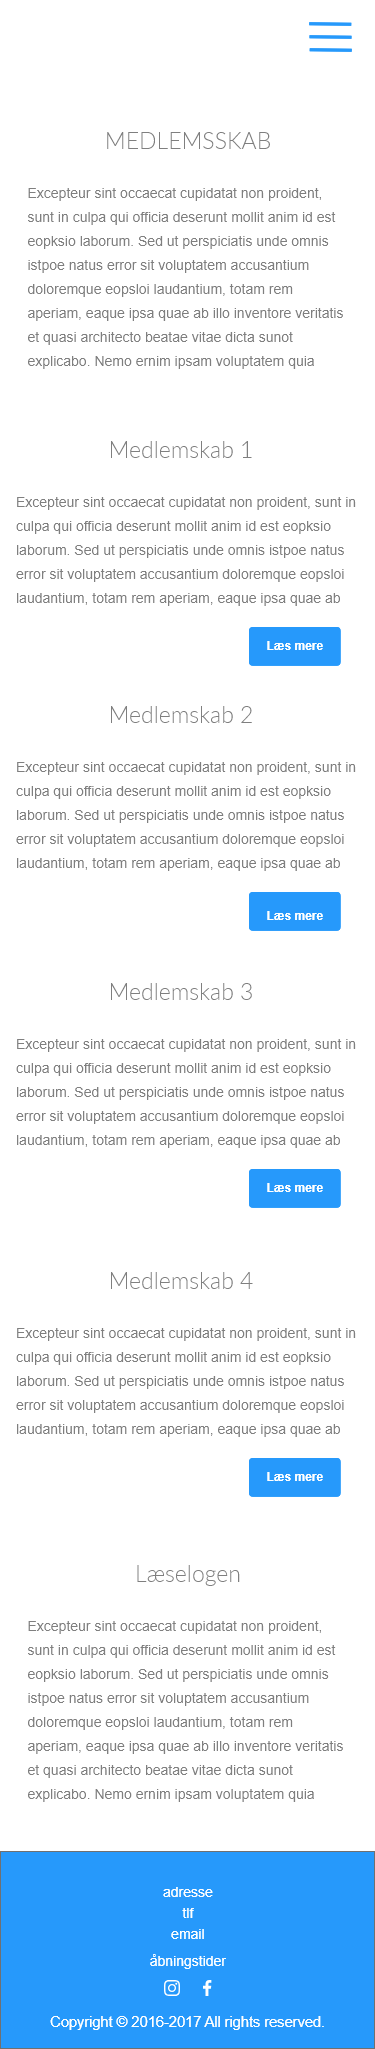 MEDLEMSSKAB
Excepteur sint occaecat cupidatat non proident,
sunt in culpa qui officia deserunt mollit anim id est
eopksio laborum. Sed ut perspiciatis unde omnis
istpoe natus error sit voluptatem accusantium
doloremque eopsloi laudantium, totam rem
aperiam, eaque ipsa quae ab illo inventore veritatis
et quasi architecto beatae vitae dicta sunot
explicabo. Nemo ernim ipsam voluptatem quia
Medlemskab 1
Excepteur sint occaecat cupidatat non proident, sunt in
culpa qui officia deserunt mollit anim id est eopksio
laborum. Sed ut perspiciatis unde omnis istpoe natus
error sit voluptatem accusantium doloremque eopsloi
laudantium, totam rem aperiam, eaque ipsa quae ab
Læs mere
Medlemskab 2
Excepteur sint occaecat cupidatat non proident, sunt in
culpa qui officia deserunt mollit anim id est eopksio
laborum. Sed ut perspiciatis unde omnis istpoe natus
error sit voluptatem accusantium doloremque eopsloi
laudantium, totam rem aperiam, eaque ipsa quae ab
Læs mere
Medlemskab 3
Excepteur sint occaecat cupidatat non proident, sunt in
culpa qui officia deserunt mollit anim id est eopksio
laborum. Sed ut perspiciatis unde omnis istpoe natus
error sit voluptatem accusantium doloremque eopsloi
laudantium, totam rem aperiam, eaque ipsa quae ab
Læs mere
Medlemskab 4
Excepteur sint occaecat cupidatat non proident, sunt in
culpa qui officia deserunt mollit anim id est eopksio
laborum. Sed ut perspiciatis unde omnis istpoe natus
error sit voluptatem accusantium doloremque eopsloi
laudantium, totam rem aperiam, eaque ipsa quae ab
Læs mere
Læselogen
Excepteur sint occaecat cupidatat non proident,
sunt in culpa qui officia deserunt mollit anim id est
eopksio laborum. Sed ut perspiciatis unde omnis
istpoe natus error sit voluptatem accusantium
doloremque eopsloi laudantium, totam rem
aperiam, eaque ipsa quae ab illo inventore veritatis
et quasi architecto beatae vitae dicta sunot
explicabo. Nemo ernim ipsam voluptatem quia
adresse
tlf
email
åbningstider
Copyright © 2016-2017 All rights reserved.